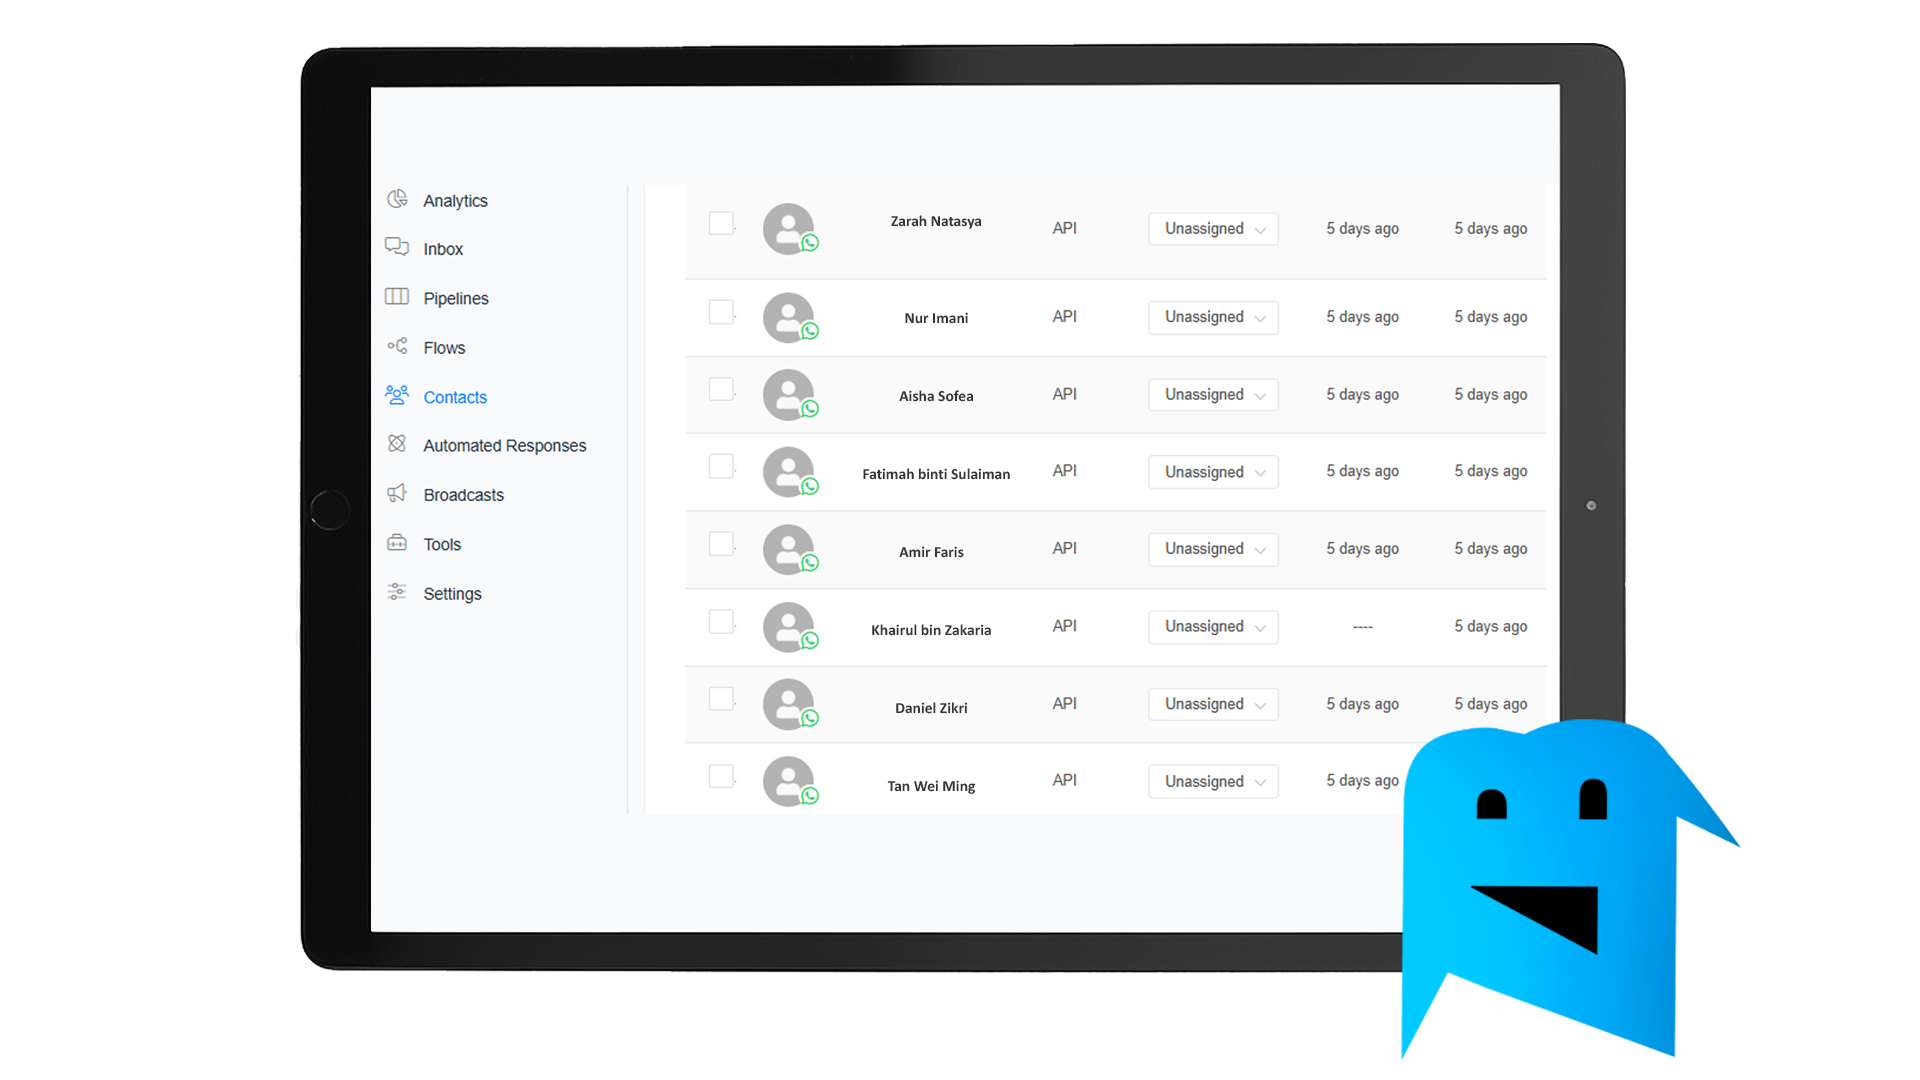 Analytics
Inbox
Pipelines
Flows
Contacts
Automated Responses
Broadcasts
Tools
Settings
Zarah Natasya API Unassigned 5 days ago 5 days ago
Nur Imani API Unassigned 5 days ago 5 days ago
Aisha Sofea API Unassigned 5 days ago 5 days ago
Fatimah binti Sulaiman API Unassigned 5 days ago 5 days ago
Amir Faris API Unassigned 5 days ago 5 days ago
Khairul bin Zakaria API Unassigned ---- 5 days ago
Daniel Zikri API Unassigned 5 days ago 5 days ago
Tan Wei Ming API Unassigned 5 days ago